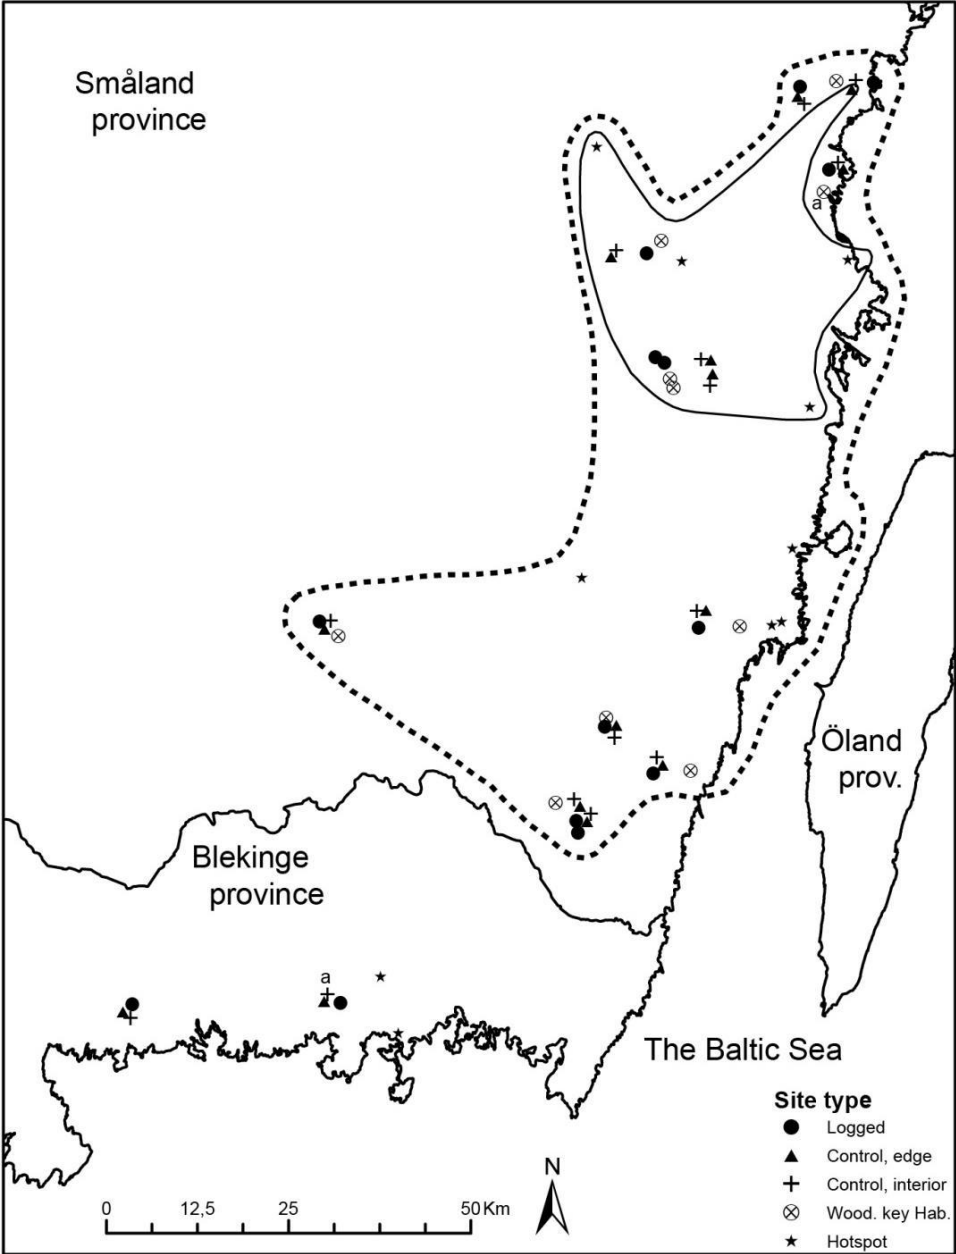 Småland
province
a
Öland
prov.
Blekinge
province
a
The Baltic Sea
Site type
Logged
Control, edge
Control, interior
Wood. key Hab.
Hotspot
N
0 12,5 25 50 Km